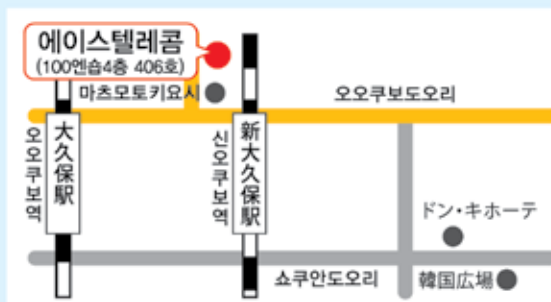 에이스텔레콤
(100엔숍4층 406호)
마츠모토키요시
오오쿠보도오리
오오쿠보역
大久保駅
신오쿠보역
新大久保駅
ドン・キホーテ
쇼쿠안도오리
韓国広場